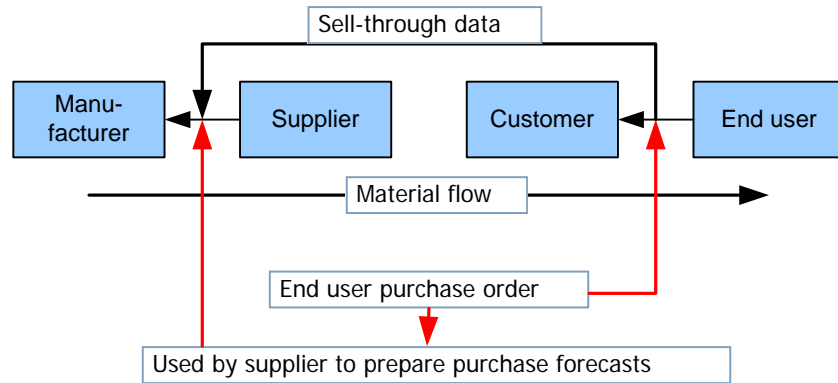 Sell-through data
Manu-
facturer
Supplier
Customer
End user
Material flow
End user purchase order
Used by supplier to prepare purchase forecasts